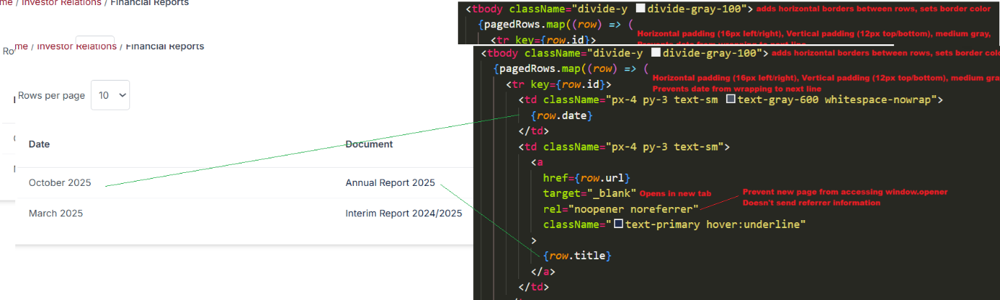 me / Investor Relations / Financial Reports
Ro
me / Investor Relations / Financial Reports
Rows per page 10
Date Document
October 2025 Annual Report 2025
March 2025 Interim Report 2024/2025
<tbody className="divide-y divide-gray-100"> adds horizontal borders between rows, sets border color
{pagedRows.map((row) => (
Horizontal padding (16px left/right), Vertical padding (12px top/bottom), medium gray,
<tr key={row.id}>
Prevents date from wrapping to next line
<tbody className="divide-y divide-gray-100"> adds horizontal borders between rows, sets border colo
{pagedRows.map((row) => (
Horizontal padding (16px left/right), Vertical padding (12px top/bottom), medium gra
<tr key={row.id}>
Prevents date from wrapping to next line
<td className="px-4 py-3 text-sm text-gray-600 whitespace-nowrap">
{row.date}
</td>
<td className="px-4 py-3 text-sm">
<a
href={row.url}
target="_blank" Opens in new tab
Prevent new page from accessing window.opener
Doesn't send referrer information
rel="noopener noreferrer"
className="text-primary hover:underline"
>
{row.title}
</a>
</td>